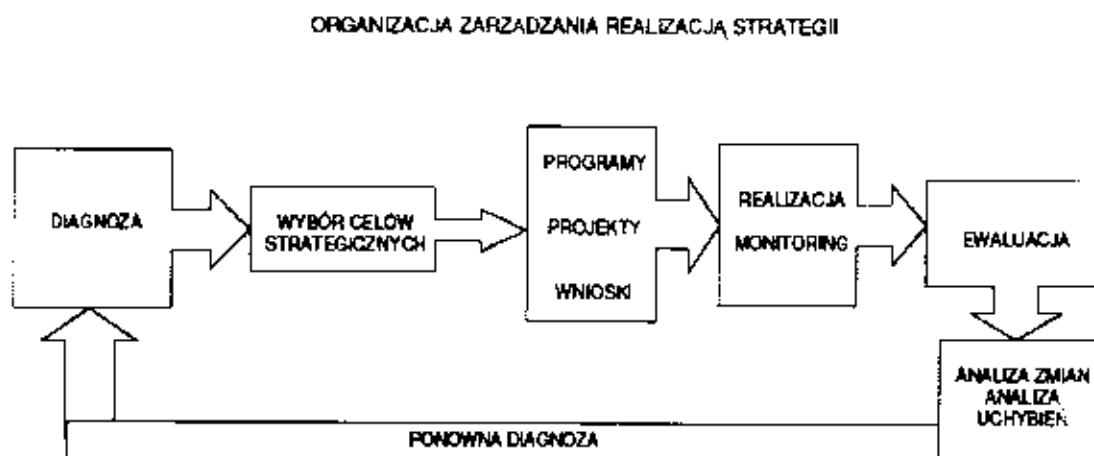 ORGANIZACJA ZARZADZANIA REALIZACJĄ STRATEGII
DIAGNOZA
WYBÓR CELÓW
STRATEGICZNYCH
PROGRAMY
PROJEKTY
WNIOSKI
REALIZACJA
MONITORING
EWALUACJA
ANALIZA ZMIAN
ANALIZA
UCHYBIEŃ
PONOWNA DIAGNOZA